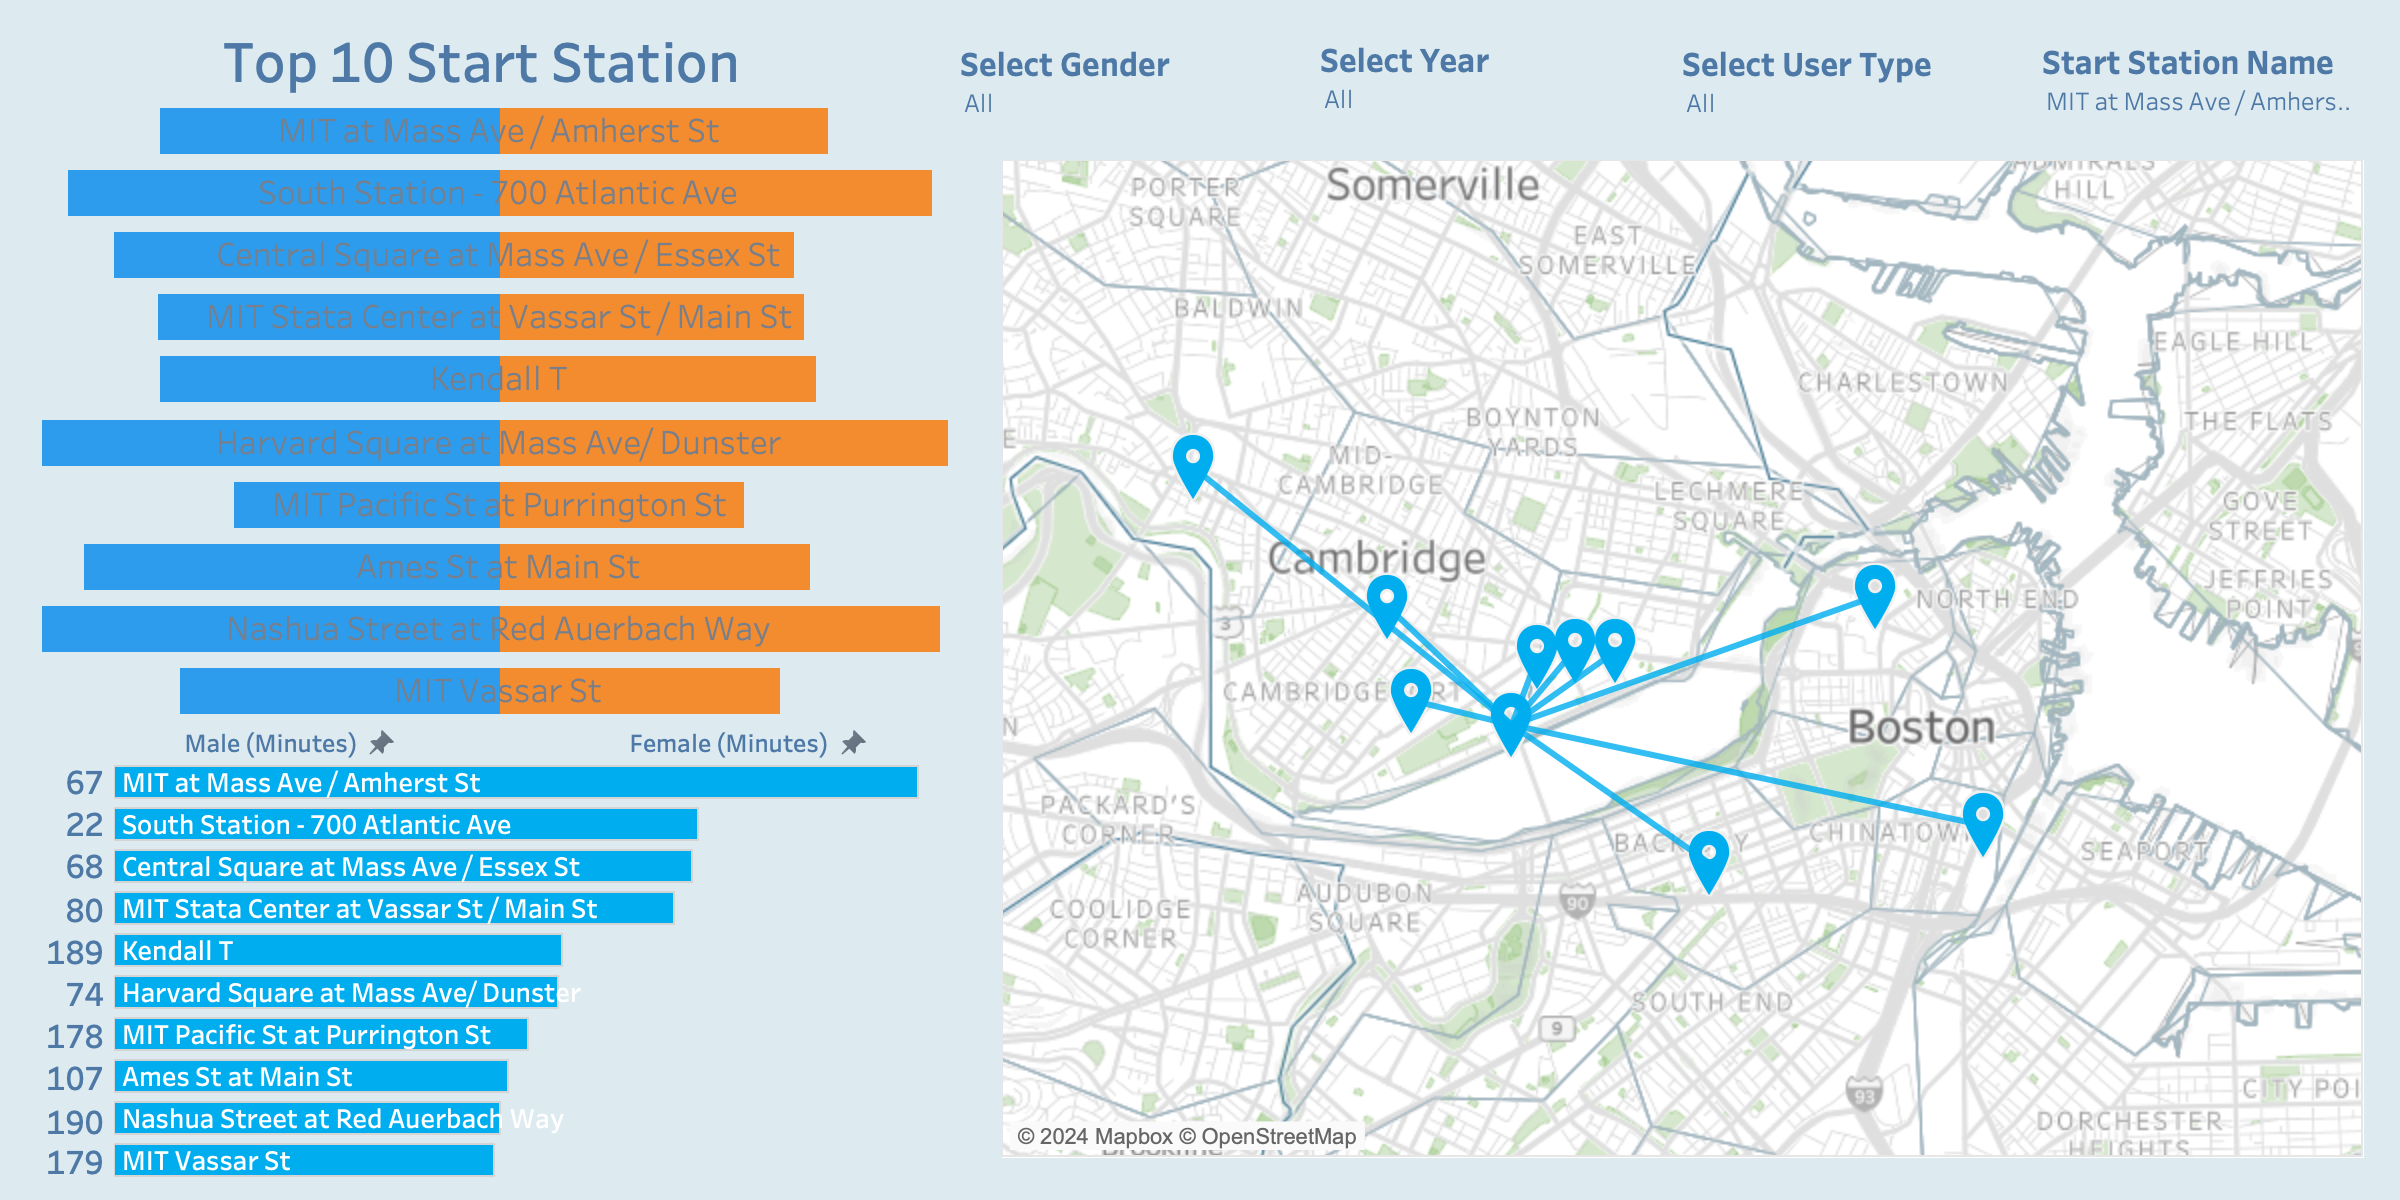 Top 10 Start Station
MIT at Mass Ave / Amherst St
South Station - 700 Atlantic Ave
Central Square at Mass Ave / Essex St
MIT Stata Center at Vassar St / Main St
Kendall T
Harvard Square at Mass Ave/ Dunster
MIT Pacific St at Purrington St
Ames St at Main St
Nashua Street at Red Auerbach Way
MIT Vassar St
Male (Minutes)
Female (Minutes)
67 MIT at Mass Ave / Amherst St
22 South Station - 700 Atlantic Ave
68 Central Square at Mass Ave / Essex St
80 MIT Stata Center at Vassar St / Main St
189 Kendall T
74 Harvard Square at Mass Ave/ Dunster
178 MIT Pacific St at Purrington St
107 Ames St at Main St
190 Nashua Street at Red Auerbach Way
179 MIT Vassar St
Select Gender
All
Select Year
All
Select User Type
All
Start Station Name
MIT at Mass Ave / Amhers..
Somerville
PORTER
SQUARE
ADMIRALS
HILL
EAST
SOMERVILLE
BALDWIN
EAGLE HILL
CHARLESTOWN
THE FLATS
BOYNTON
YARDS
MID-
CAMBRIDGE
LECHMERE
SQUARE
GOVE
STREET
Cambridge
JEFFRIES
POINT
NORTH END
3
CAMBRIDGE RT
Boston
PACKARD'S
CORNER
BACK Y
CHINATOW
SEAPORT
AUDUBON
SQUARE
90
COOLIDGE
CORNER
SOUTH END
9
93
CITY POI
DORCHESTER
HEIGHTS
© 2024 Mapbox © OpenStreetMap